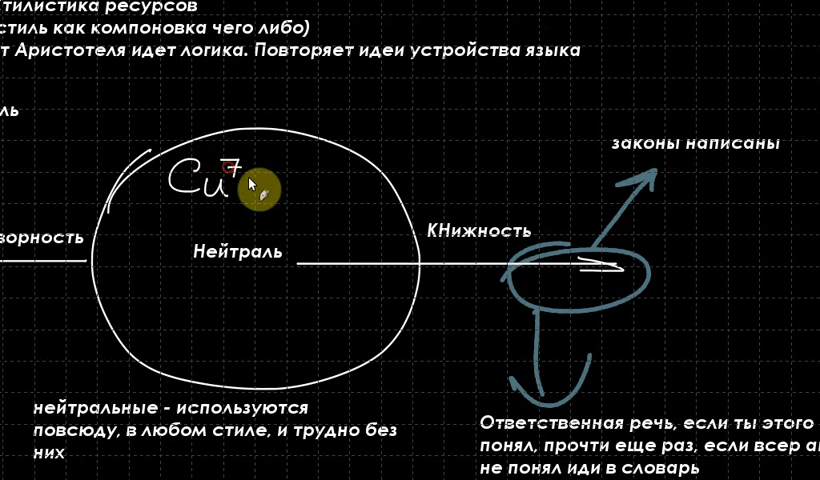 тилистика ресурсов
стиль как компоновка чего либо)
т Аристотеля идет логика. Повторяет идеи устройства языка
ль
законы написаны
ворность
Нейтраль
КНижность
нейтральные - используются
повсюду, в любом стиле, и трудно без
них
Ответственная речь, если ты этого
понял, прочти еще раз, если всер
не понял иди в словарь